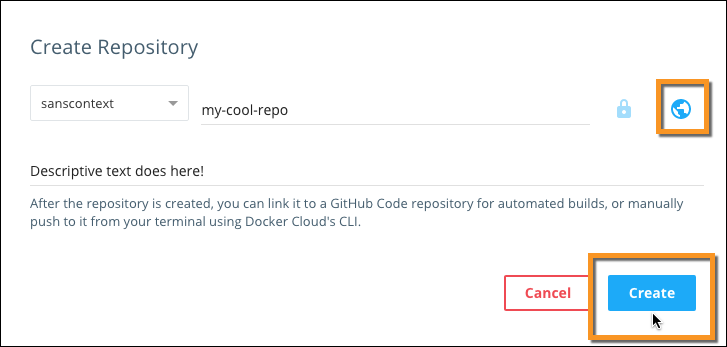 Create Repository
sanscontext
my-cool-repo
Descriptive text does here!
After the repository is created, you can link it to a GitHub Code repository for automated builds, or manually
push to it from your terminal using Docker Cloud's CLI.
Cancel
Create